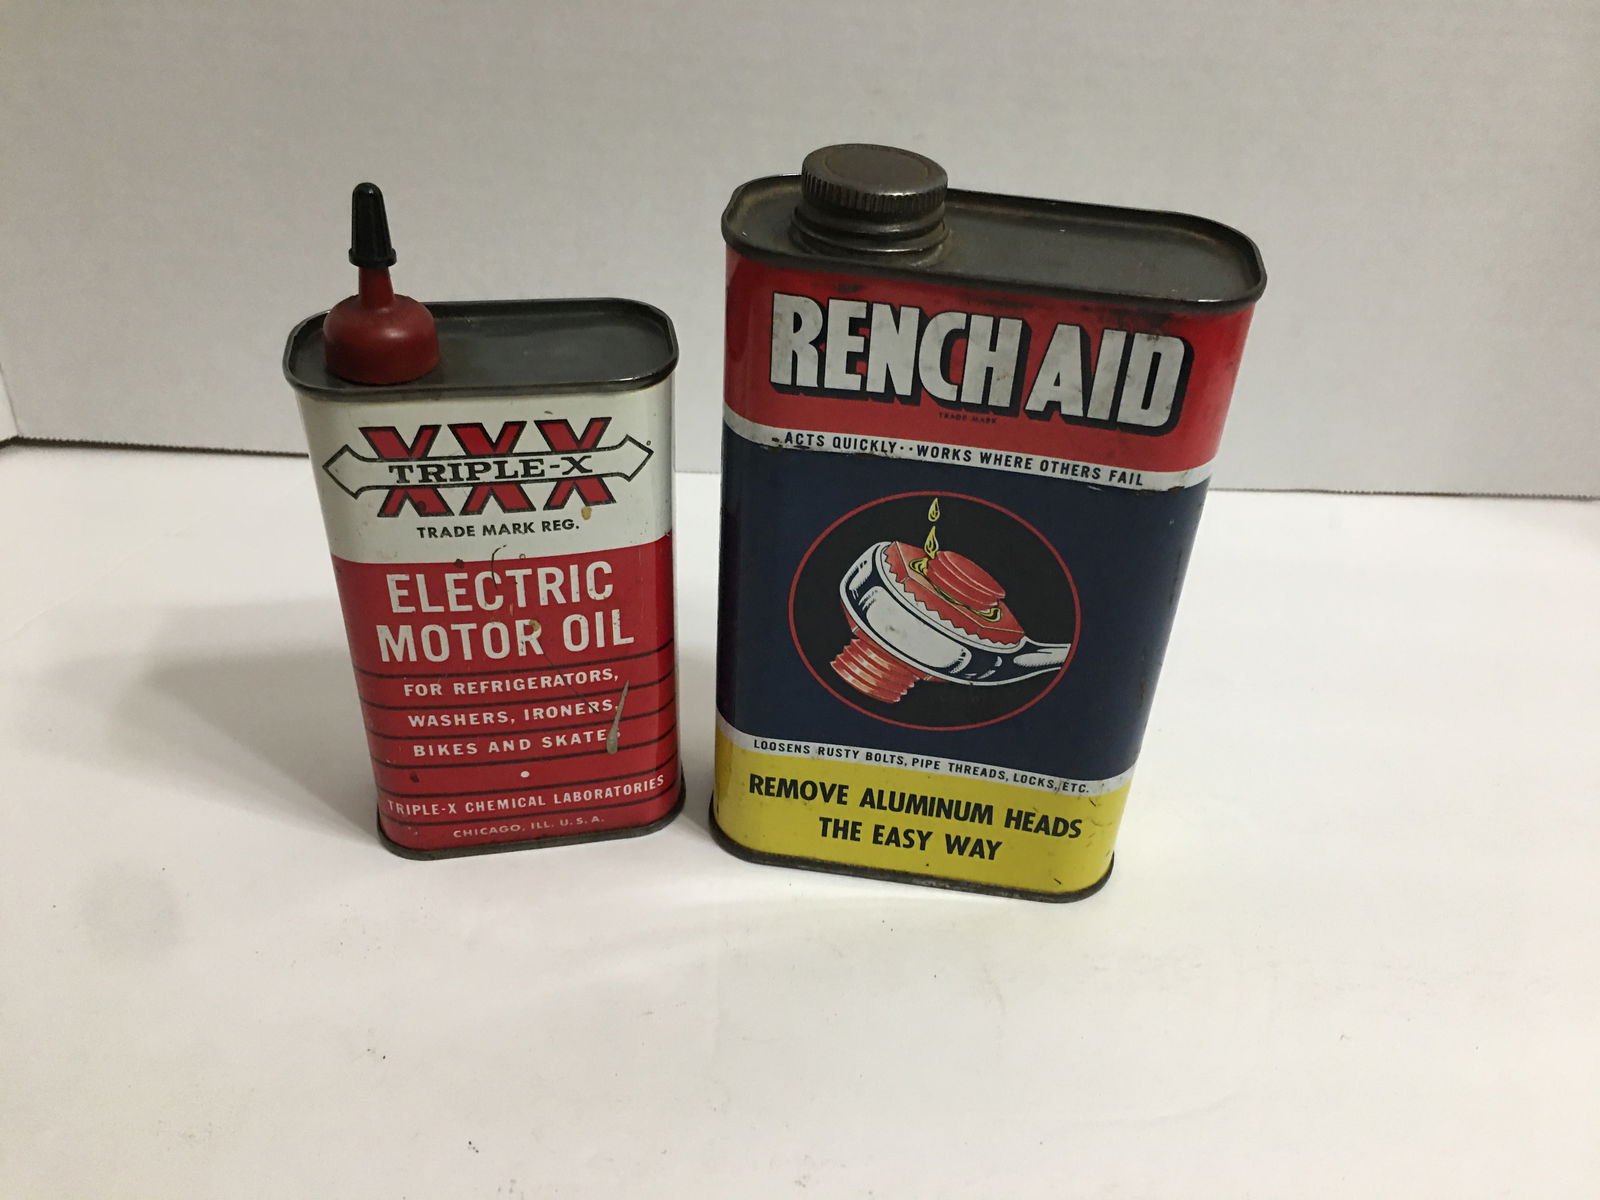 XXX
TRIPLE-X
TRADE MARK REG.
ELECTRIC
MOTOR OIL
FOR REFRIGERATORS,
WASHERS, IRONERS,
BIKES AND SKATES
TRIPLE-X CHEMICAL LABORATORIES
CHICAGO, ILL. U.S.A.
RENCH AID
TRADE MARK
ACTS QUICKLY··WORKS WHERE OTHERS FAIL
LOOSENS RUSTY BOLTS, PIPE THREADS, LOCKS, ETC.
REMOVE ALUMINUM HEADS
THE EASY WAY